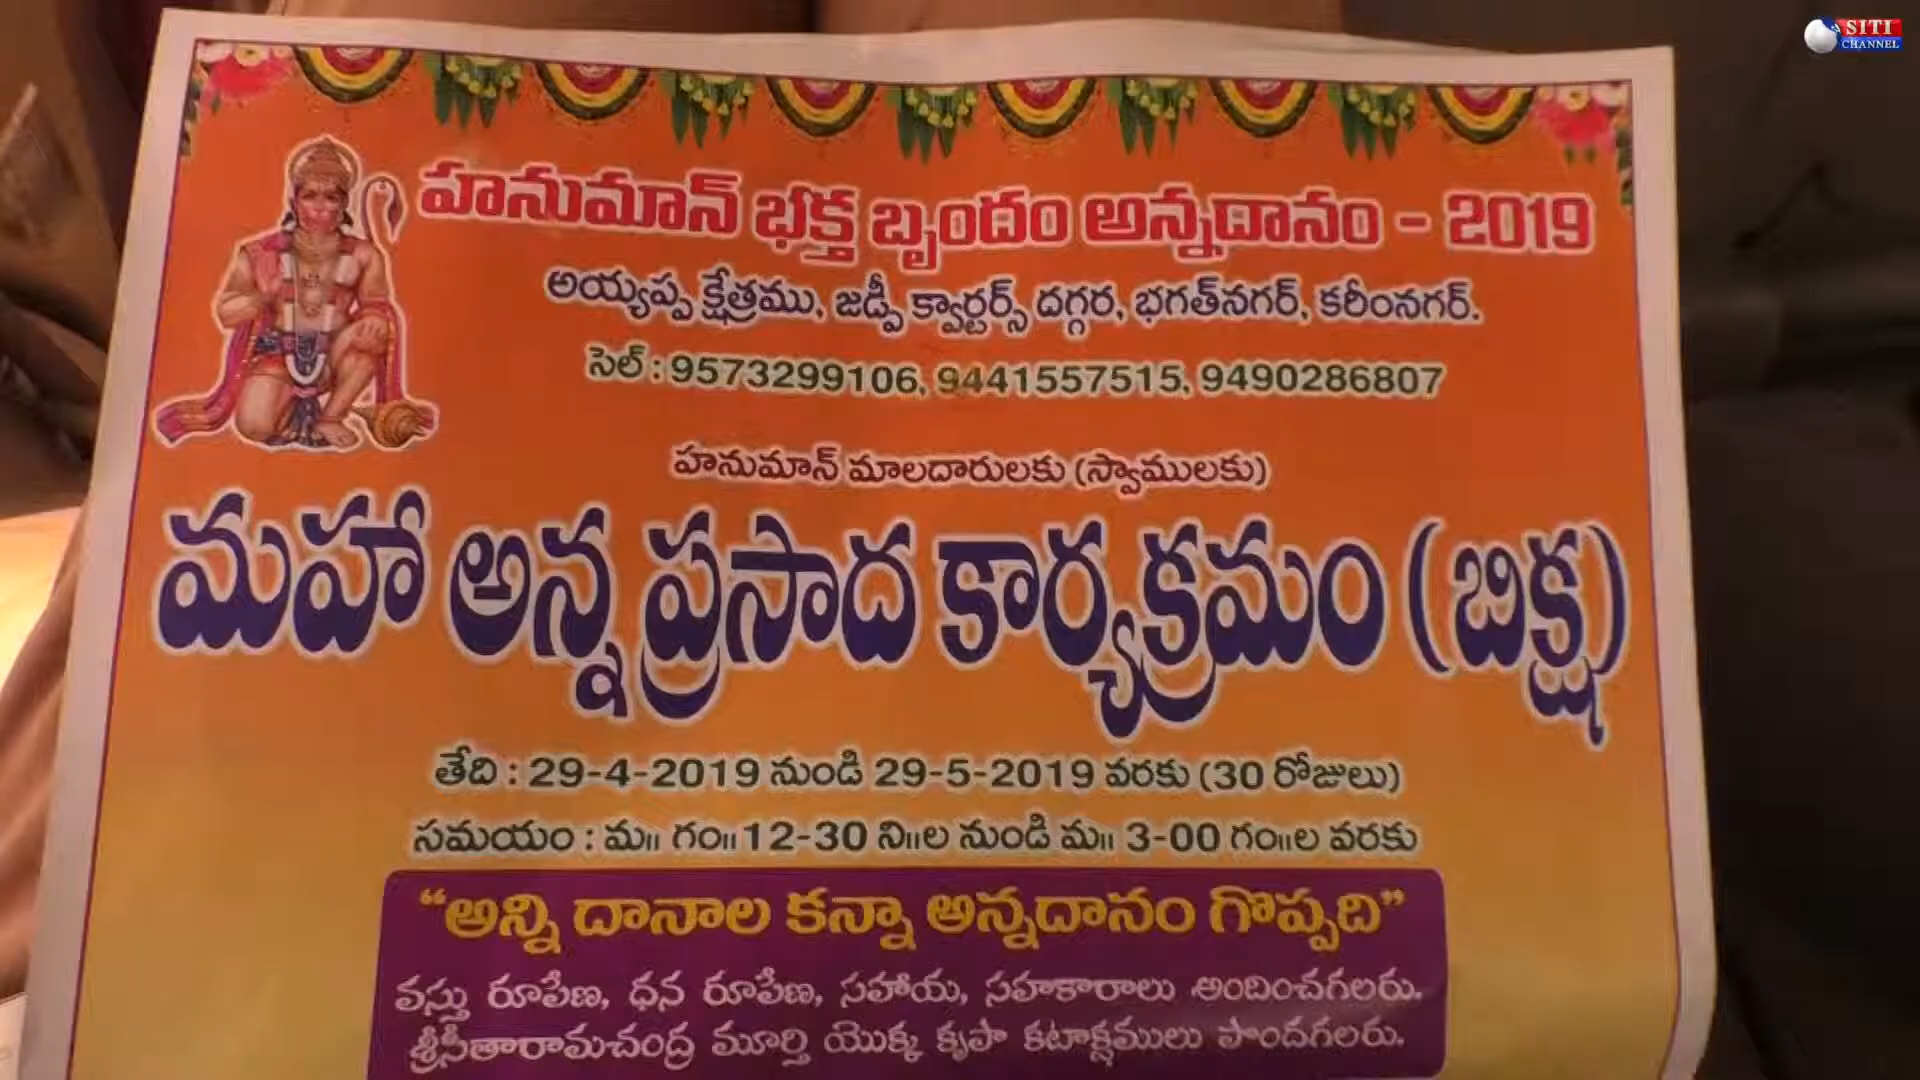 SITI
CHANNEL
హనుమాన్ భక్త బృందం అన్నదానం - 2019
అయ్యప్ప క్షేత్రము, జడ్పీ క్వార్టర్స్ దగ్గర, భగత్‌నగర్, కరీంనగర్.
సెల్ : 9573299106, 9441557515, 9490286807
హనుమాన్ మాలదారులకు (స్వాములకు)
మహా అన్న ప్రసాద కార్యక్రమం (బిక్ష)
తేది : 29-4-2019 నుండి 29-5-2019 వరకు (30 రోజులు)
సమయం : మ॥ గం॥ 12-30 ని॥ల నుండి మ॥ 3-00 గం॥ల వరకు
“అన్ని దానాల కన్నా అన్నదానం గొప్పది”
వస్తు రూపేణ, ధన రూపేణ, సహాయ, సహకారాలు అందించగలరు.
శ్రీసీతారామచంద్ర మూర్తి యొక్క కృపా కటాక్షములు పొందగలరు.